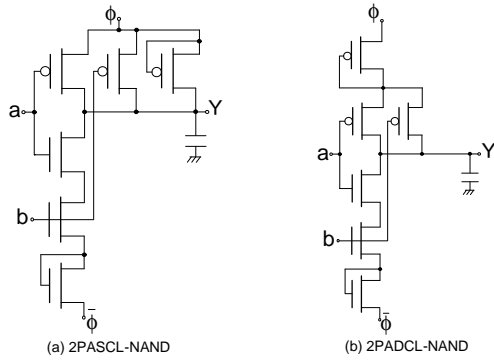 ϕ
ϕ
a
Y
a
Y
b
b
ϕ̄
ϕ̄
(a) 2PASCL-NAND
(b) 2PADCL-NAND